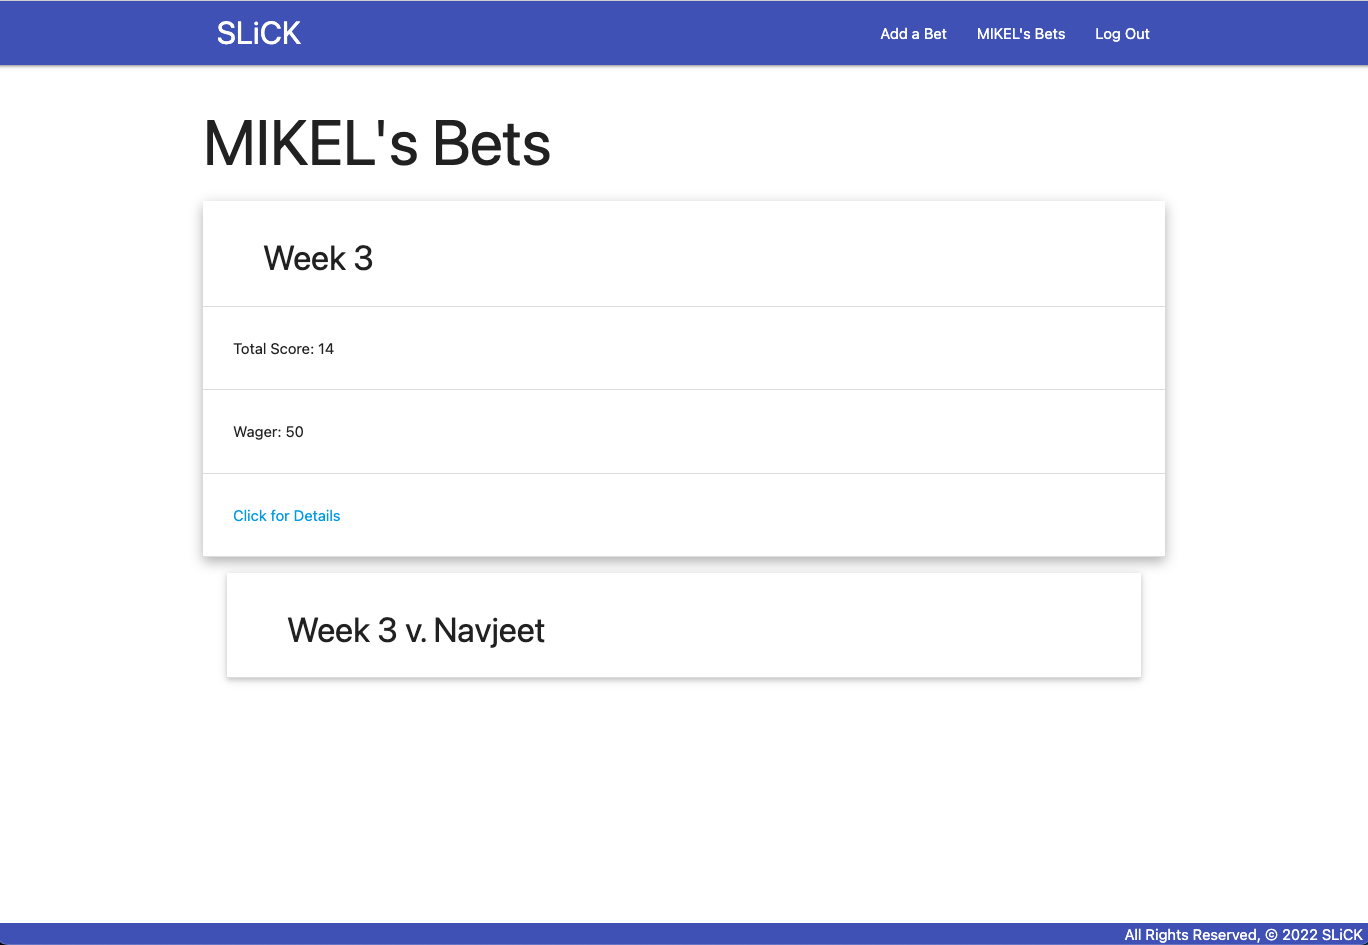 SLiCK
Add a Bet MIKEL's Bets Log Out
MIKEL's Bets
Week 3
Total Score: 14
Wager: 50
Click for Details
Week 3 v. Navjeet
All Rights Reserved, © 2022 SLiCK